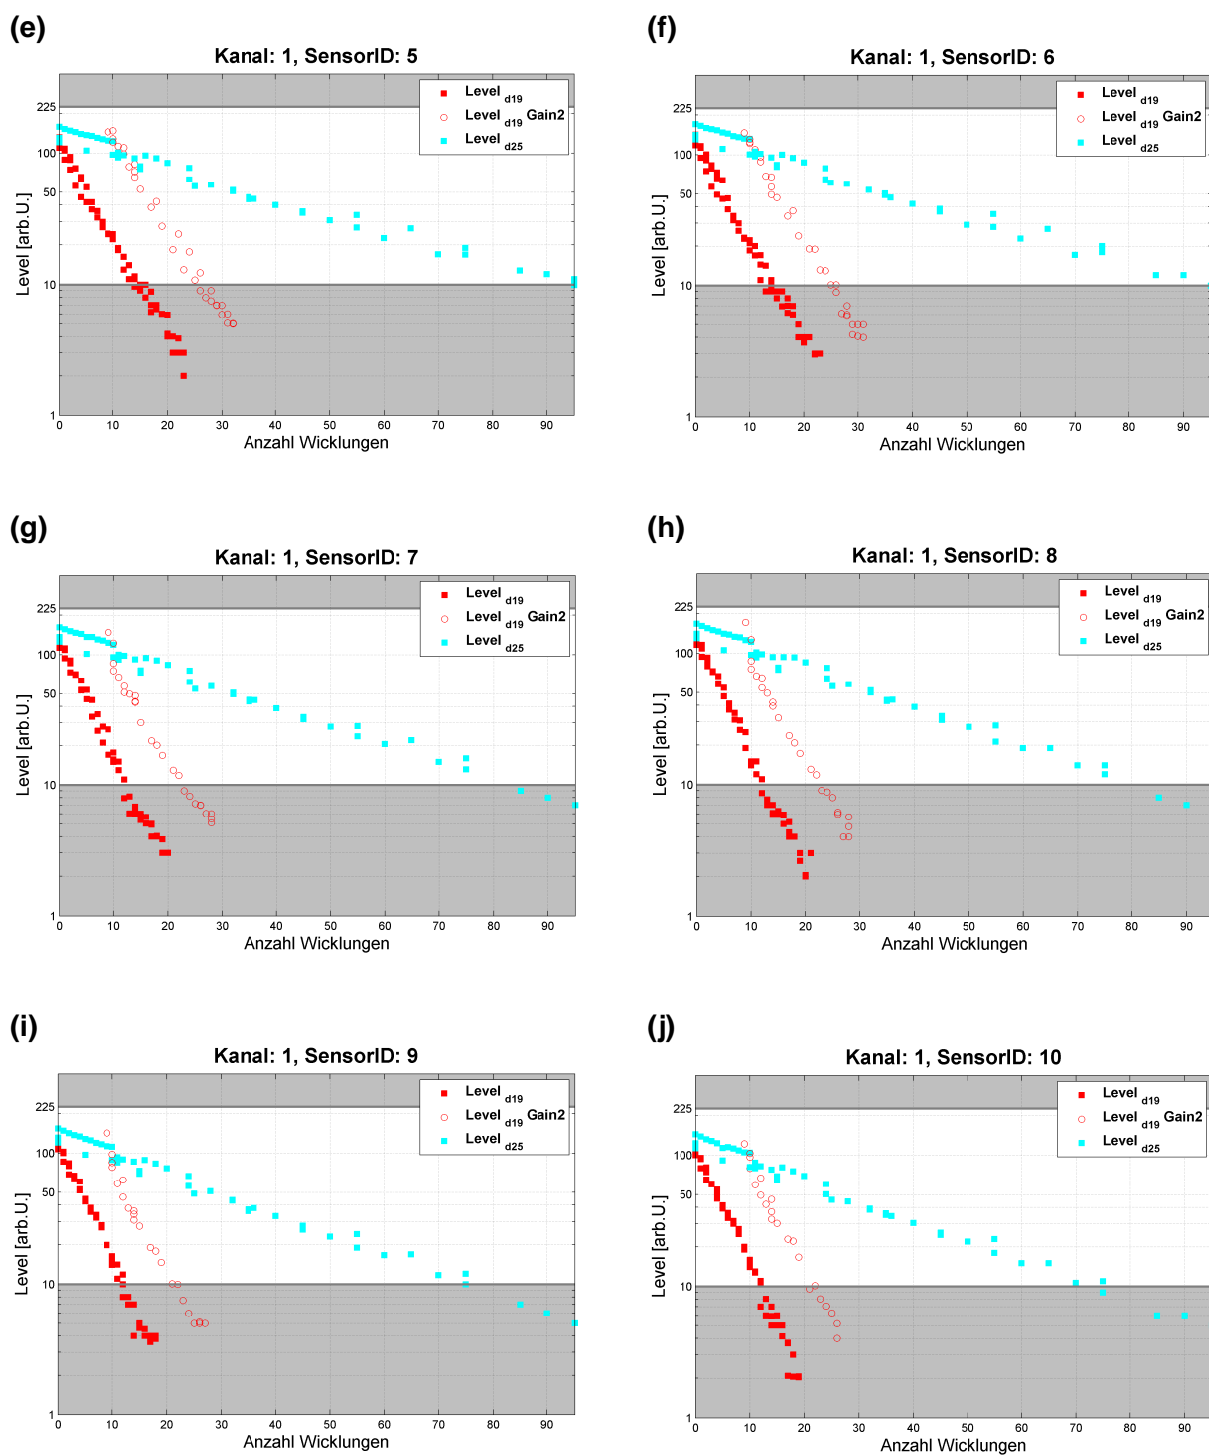 (e)
Kanal: 1, SensorID: 5
Level d19
Level d19 Gain2
Level d25
Level [arb.U.]
225
100
50
10
1
0 10 20 30 40 50 60 70 80 90
Anzahl Wicklungen
(f)
Kanal: 1, SensorID: 6
Level d19
Level d19 Gain2
Level d25
Level [arb.U.]
225
100
50
10
1
0 10 20 30 40 50 60 70 80 90
Anzahl Wicklungen
(g)
Kanal: 1, SensorID: 7
Level d19
Level d19 Gain2
Level d25
Level [arb.U.]
225
100
50
10
1
0 10 20 30 40 50 60 70 80 90
Anzahl Wicklungen
(h)
Kanal: 1, SensorID: 8
Level d19
Level d19 Gain2
Level d25
Level [arb.U.]
225
100
50
10
1
0 10 20 30 40 50 60 70 80 90
Anzahl Wicklungen
(i)
Kanal: 1, SensorID: 9
Level d19
Level d19 Gain2
Level d25
Level [arb.U.]
225
100
50
10
1
0 10 20 30 40 50 60 70 80 90
Anzahl Wicklungen
(j)
Kanal: 1, SensorID: 10
Level d19
Level d19 Gain2
Level d25
Level [arb.U.]
225
100
50
10
1
0 10 20 30 40 50 60 70 80 90
Anzahl Wicklungen